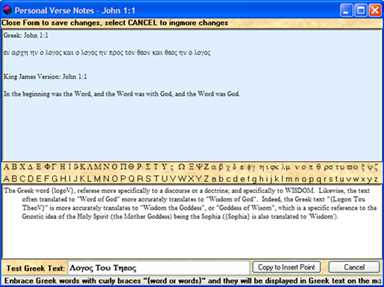 Personal Verse Notes - John 1:1
Close Form to save changes, select CANCEL to ingmore changes
Greek: John 1:1
εν αρχη ην ο λογος και ο λογος ην προς τον θεον και θεος ην ο λογος
King James Version: John 1:1
In the beginning was the Word, and the Word was with God, and the Word was God.
Α Β Χ Δ Ε Φ Γ Η Ι ϑ Κ Λ Μ Ν Ο Π Θ Ρ Σ Τ Υ ς Ω Ξ Ψ Ζ α β χ δ ε φ γ η ι φ κ λ μ ν ο π θ ρ σ τ υ ϖ ω ξ ψ ζ
A B C D E F G H I J K L M N O P Q R S T U V W X Y Z a b c d e f g h i j k l m n o p q r s t u v w x y z
The Greek word {logoV}, referese more specifically to a discourse or a doctrine; and specifically to WISDOM. Likewise, the text
often translated to "Word of God" more accurately translates to "Wisdom of God". Indeed, the Greek text "{Logon Tou
TheoV}" is more accurately translates to "Wisdom the Goddess", or "Goddess of Wisom", which is a specific reference to the
Gnostic idea of the Holy Spirit (the Mother Goddess) being the Sophia ({Sophia} is also translated to 'Wisdom').
Test Greek Text: Λογος Του Τηεος Copy to Insert Point Cancel
Enbrace Greek words with curly braces "{word or words}" and they will be displayed in Greek text on the